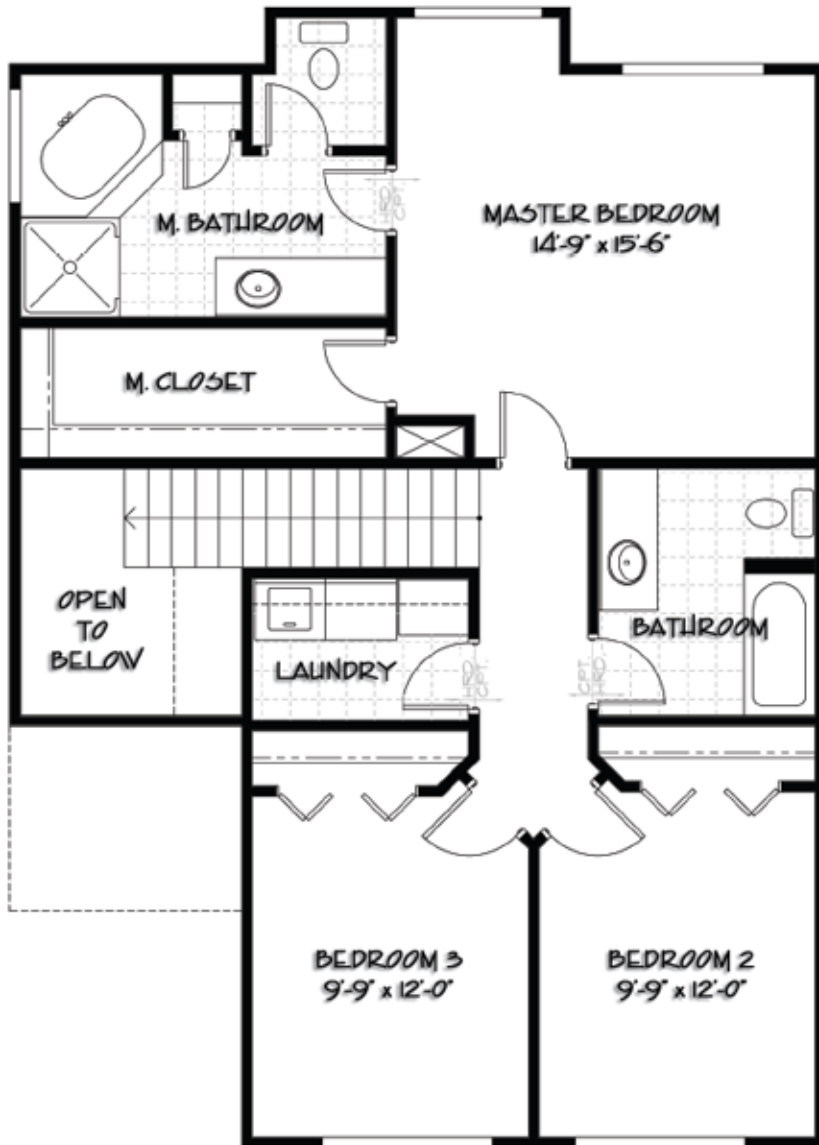 M. BATHROOM
MASTER BEDROOM
14'-9" x 15'-6"
M. CLOSET
OPEN
TO
BELOW
LAUNDRY
BATHROOM
CPT.
BEDROOM 3
9'-9" x 12'-0"
BEDROOM 2
9'-9" x 12'-0"